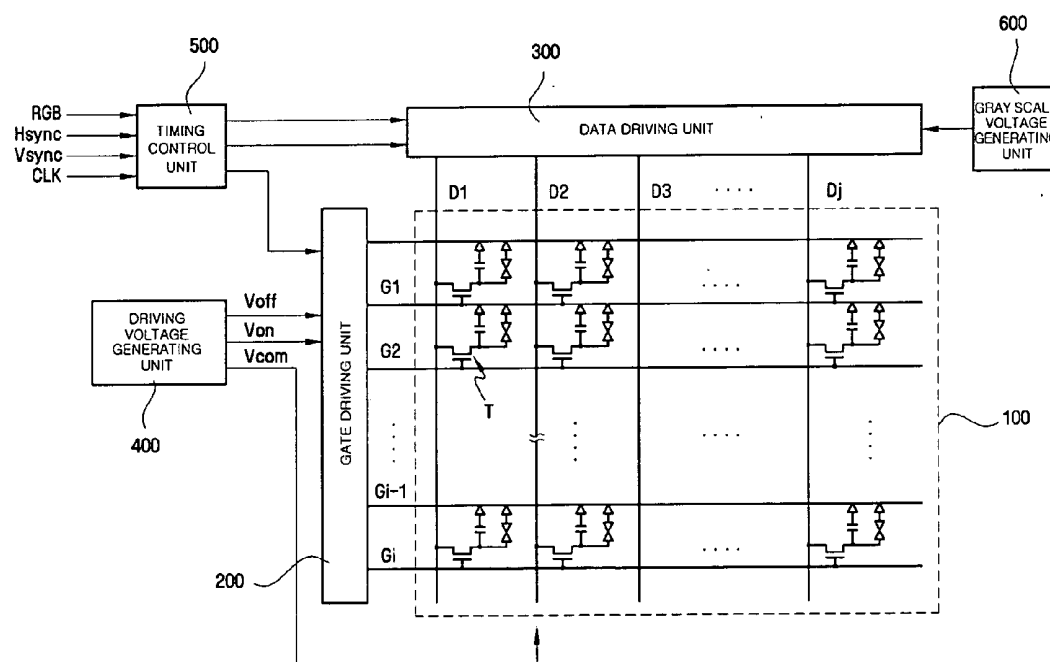 500
300
600
RGB
Hsync
Vsync
CLK
TIMING
CONTROL
UNIT
DATA DRIVING UNIT
GRAY SCAL
VOLTAGE
GENERATING
UNIT
D1
D2
D3
Dj
G1
G2
Gi-1
Gi
Voff
Von
Vcom
DRIVING
VOLTAGE
GENERATING
UNIT
400
GATE DRIVING UNIT
T
100
200